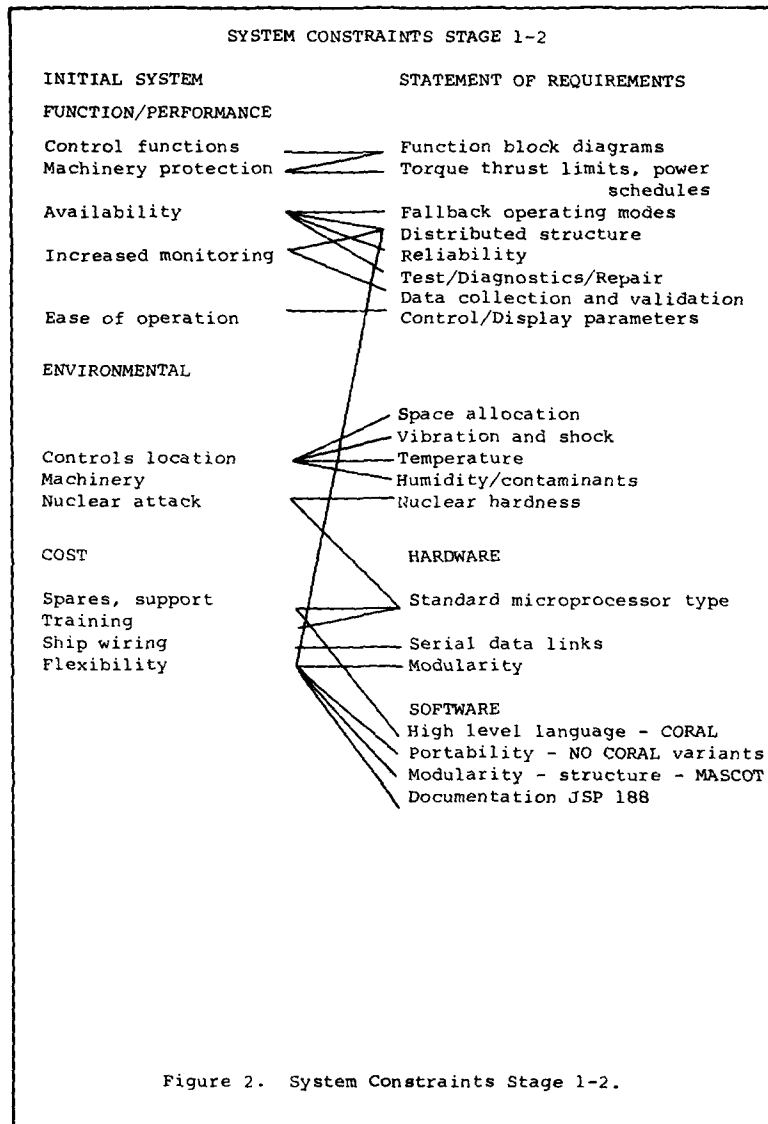 SYSTEM CONSTRAINTS STAGE 1-2
INITIAL SYSTEM
STATEMENT OF REQUIREMENTS
FUNCTION/PERFORMANCE
Control functions
Function block diagrams
Machinery protection
Torque thrust limits, power
schedules
Availability
Fallback operating modes
Distributed structure
Increased monitoring
Reliability
Test/Diagnostics/Repair
Data collection and validation
Ease of operation
Control/Display parameters
ENVIRONMENTAL
Space allocation
Vibration and shock
Controls location
Temperature
Machinery
Humidity/contaminants
Nuclear attack
Nuclear hardness
COST
HARDWARE
Spares, support
Standard microprocessor type
Training
Ship wiring
Serial data links
Flexibility
Modularity
SOFTWARE
High level language - CORAL
Portability - NO CORAL variants
Modularity - structure - MASCOT
Documentation JSP 188
Figure 2. System Constraints Stage 1-2.